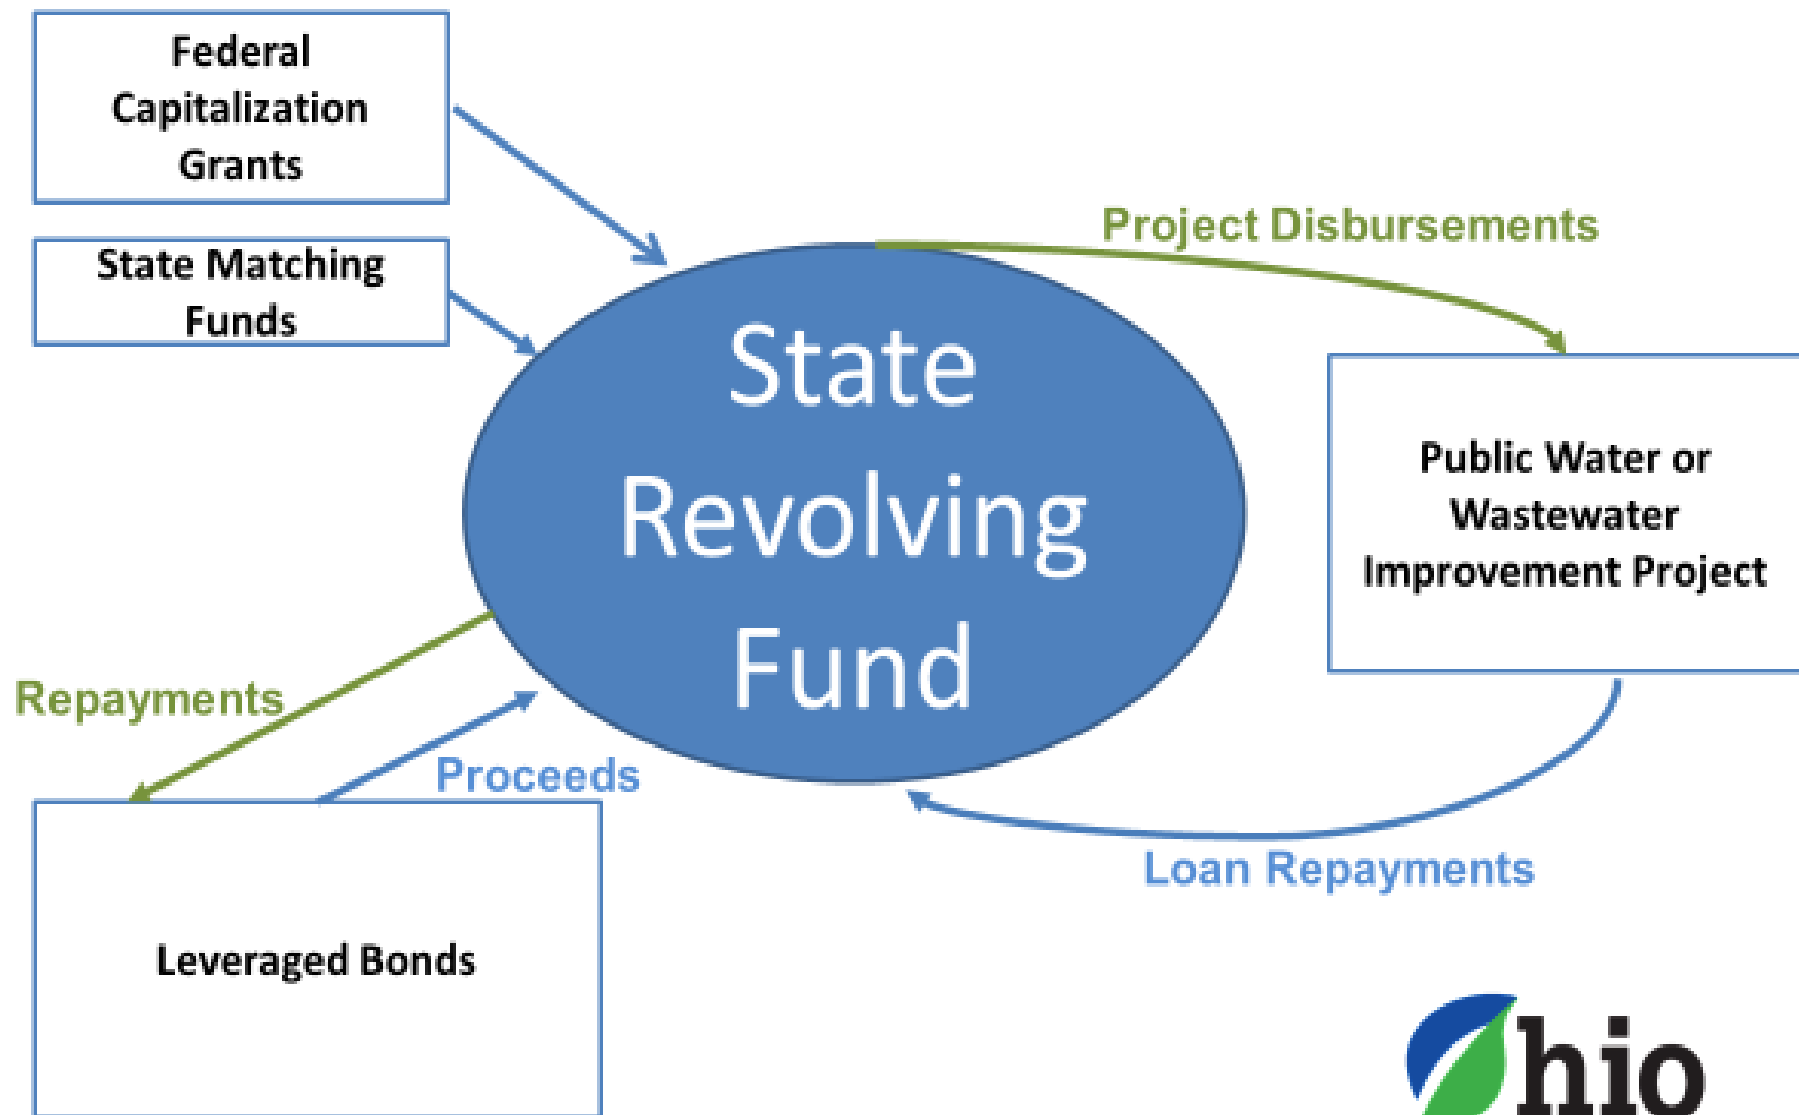 Federal
Capitalization
Grants
State Matching
Funds
Project Disbursements
State
Revolving
Fund
Public Water or
Wastewater
Improvement Project
Repayments
Proceeds
Loan Repayments
Leveraged Bonds
Ohio